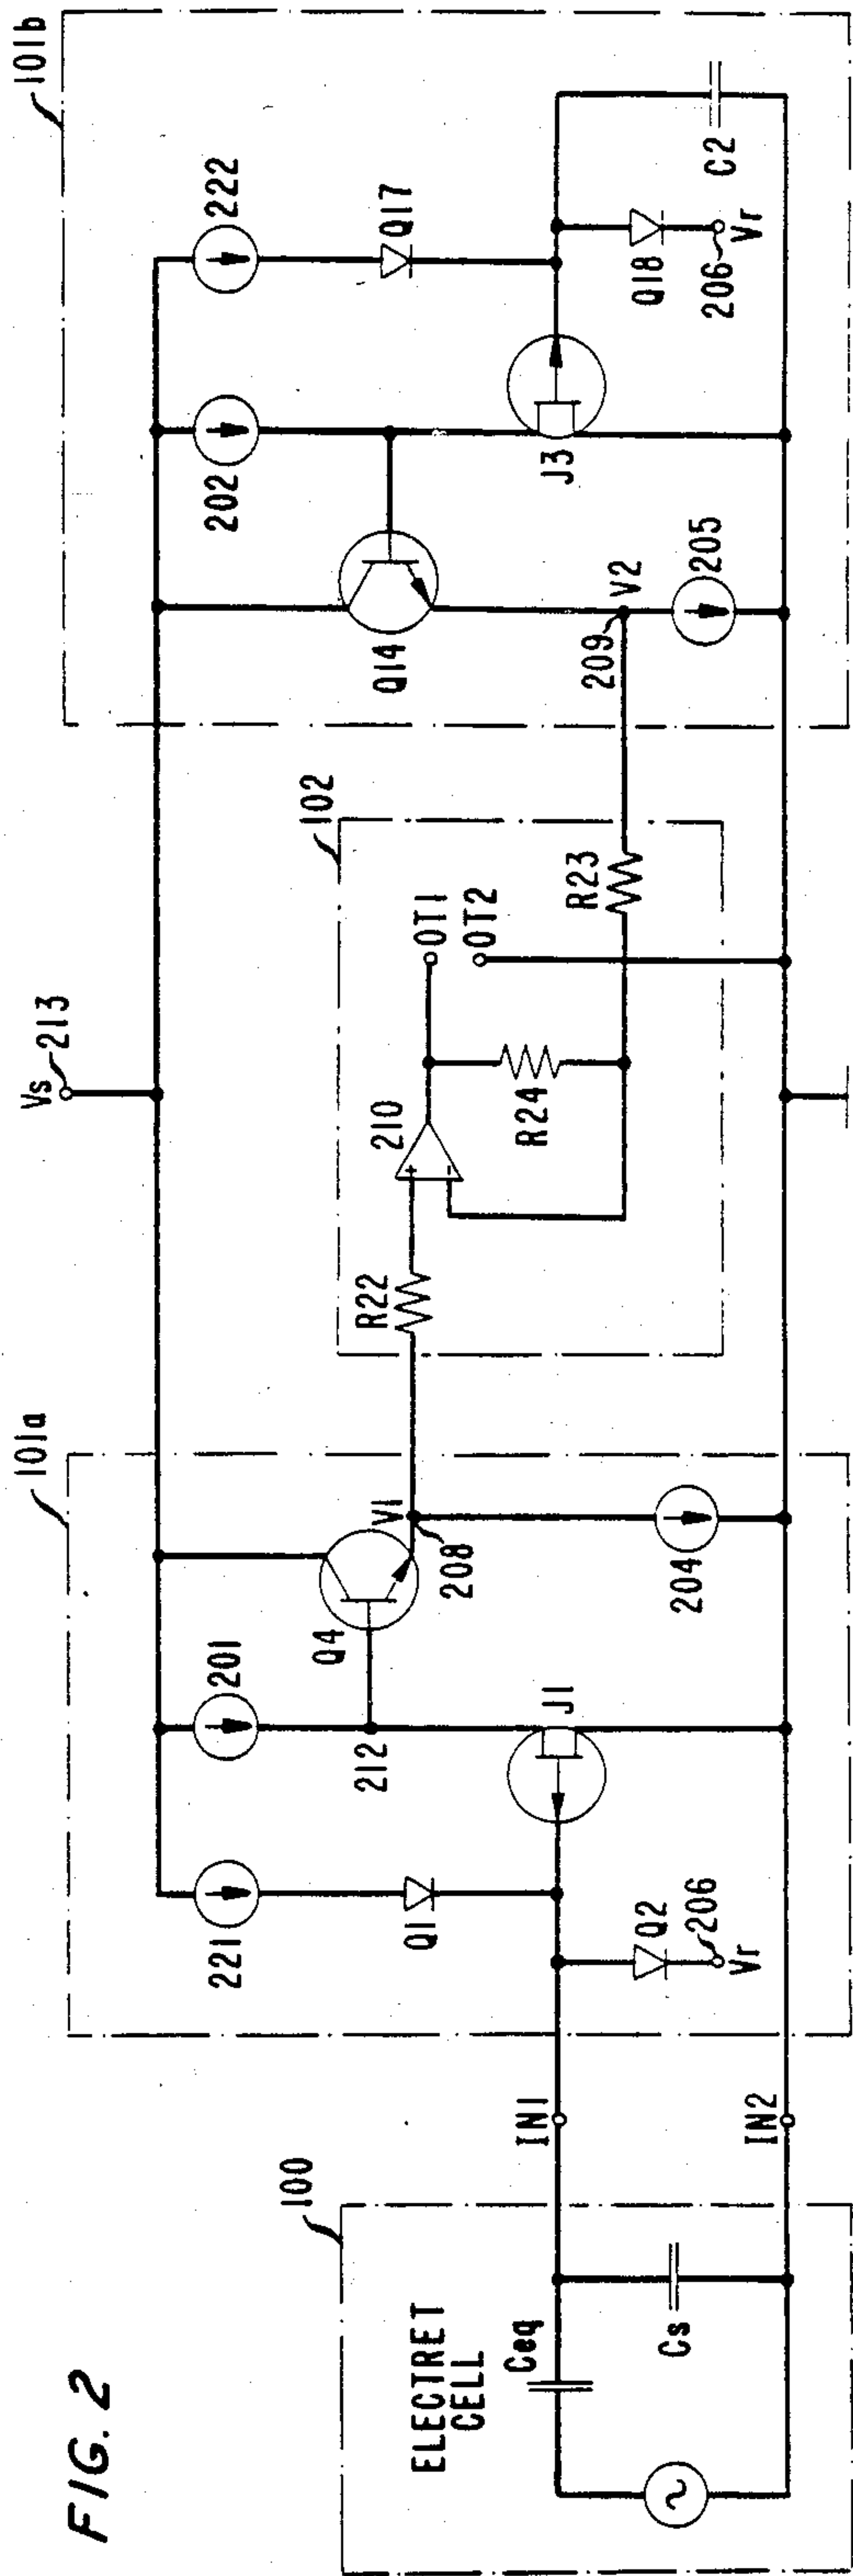 FIG. 2
100
ELECTRET
CELL
Ceq
Cs
IN1
IN2
101a
221
201
Q1
Q2
206
Vr
212
J1
Q4
V1
208
204
Vs
213
102
R22
210
+
-
R24
OT1
OT2
R23
101b
202
222
Q14
Q17
V2
209
205
J3
Q18
206
Vr
C2